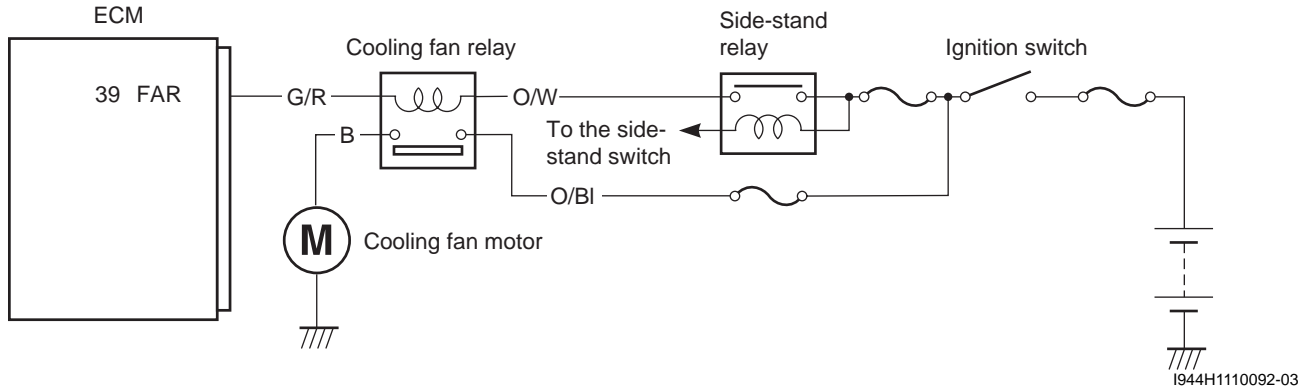 ECM
39 FAR
G/R
Cooling fan relay
B
O/W
Side-stand
relay
Ignition switch
To the side-
stand switch
O/Bl
M
Cooling fan motor
I944H1110092-03